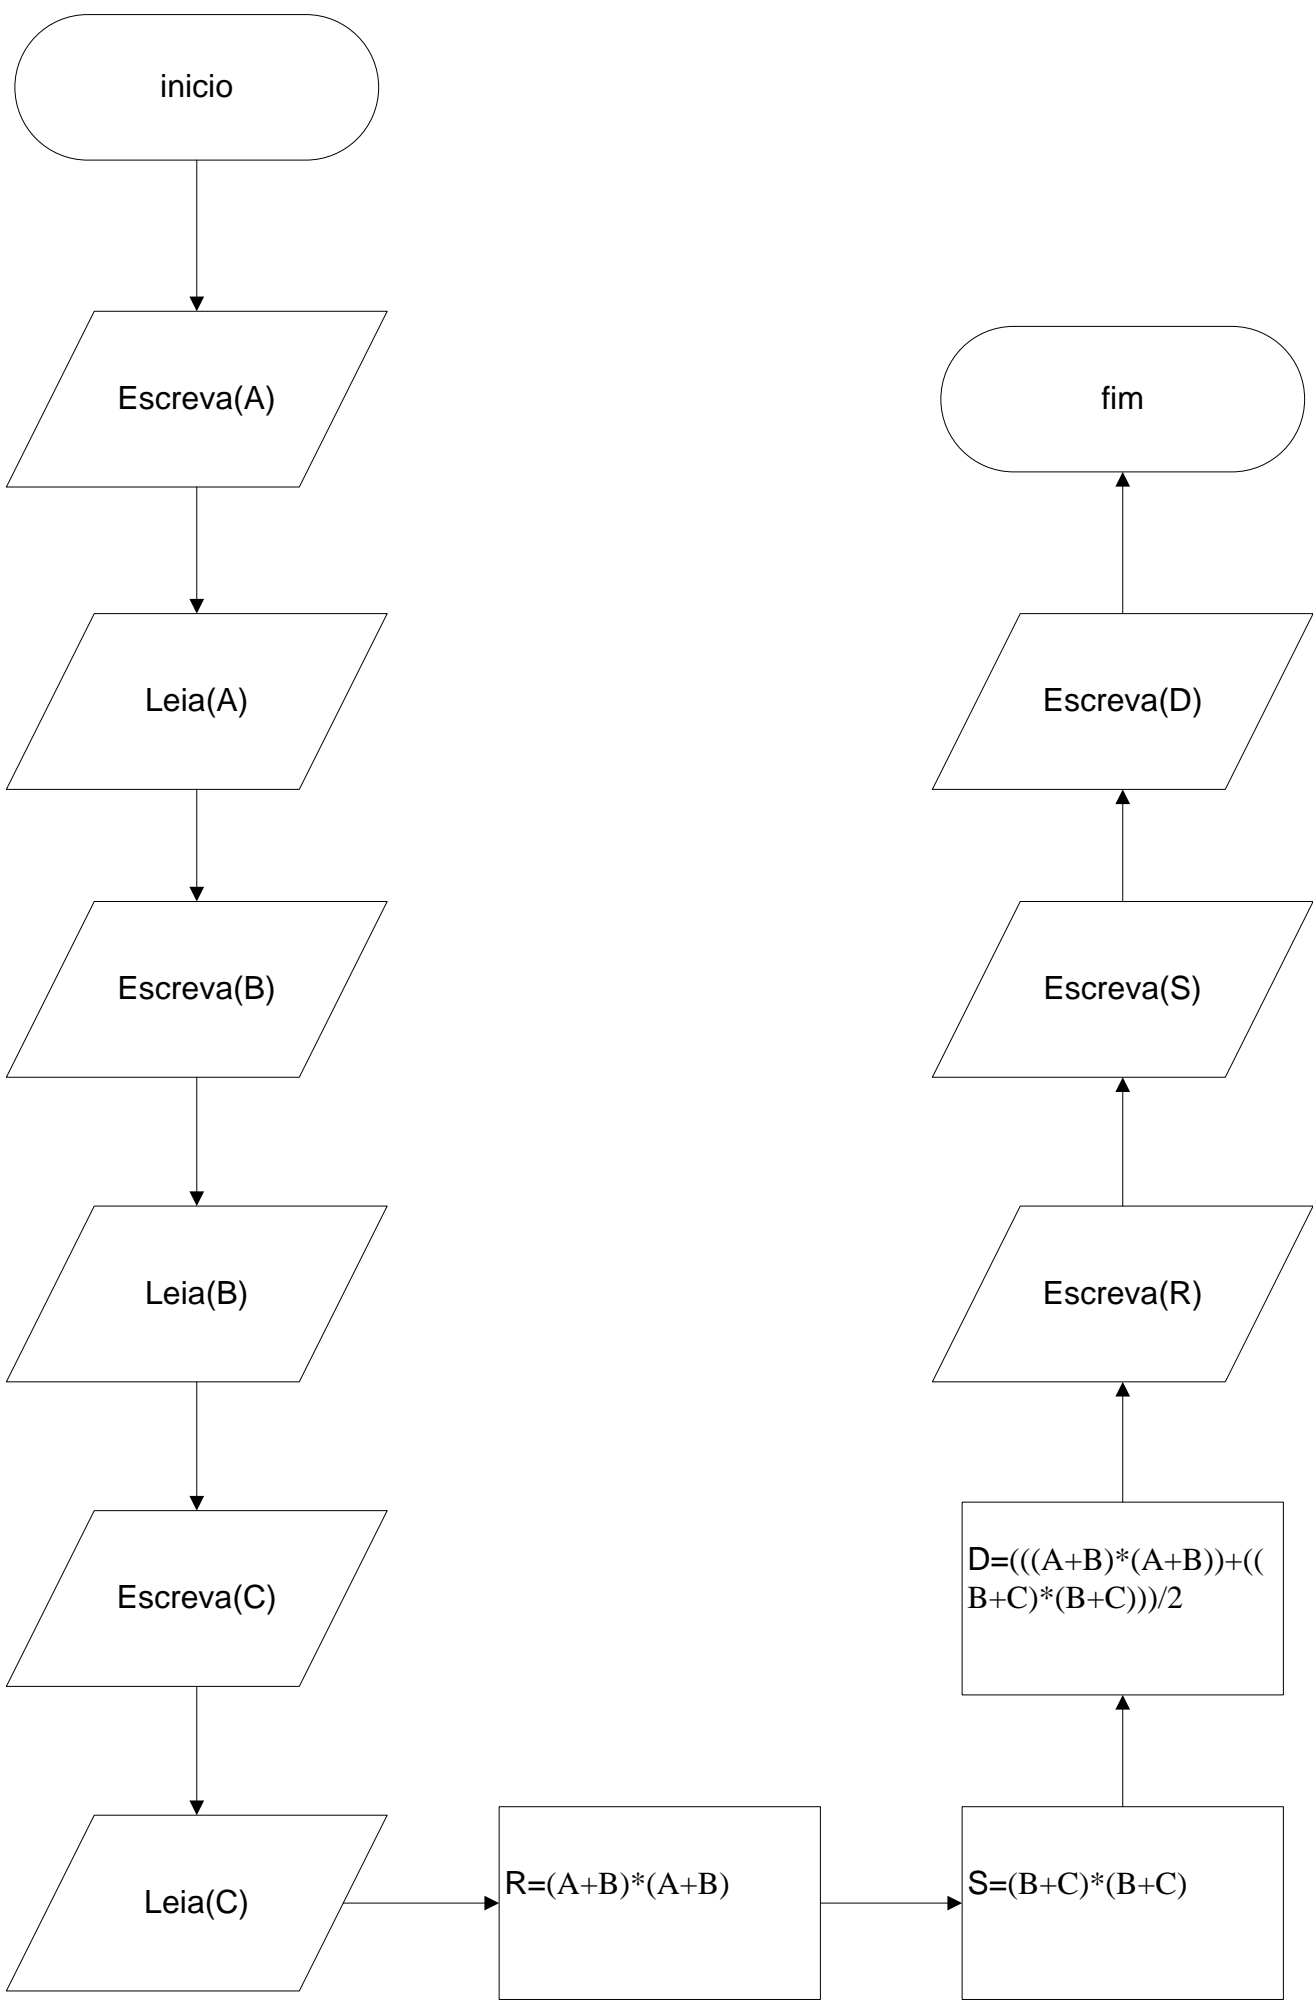 inicio
Escreva(A)
Leia(A)
Escreva(B)
Leia(B)
Escreva(C)
Leia(C)
R=(A+B)*(A+B)
S=(B+C)*(B+C)
D=(((A+B)*(A+B))+((
B+C)*(B+C)))/2
Escreva(R)
Escreva(S)
Escreva(D)
fim